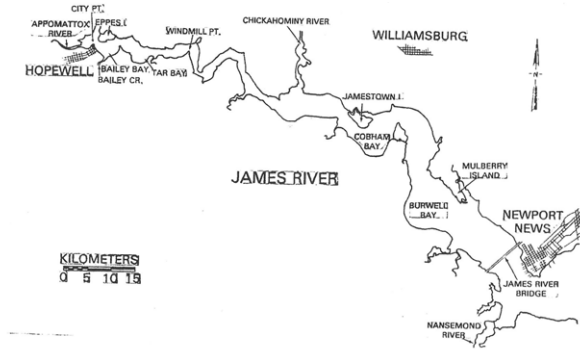 CITY PT.
APPOMATTOX
RIVER
EPPES I.
HOPEWELL
BAILEY BAY
BAILEY CR.
TAR BAY
WINDMILL PT.
CHICKAHOMINY RIVER
WILLIAMSBURG
N
JAMESTOWN I.
COBHAM
BAY
JAMES RIVER
MULBERRY
ISLAND
BURWELL
BAY
NEWPORT
NEWS
KILOMETERS
0 5 10 15
JAMES RIVER
BRIDGE
NANSEMOND
RIVER